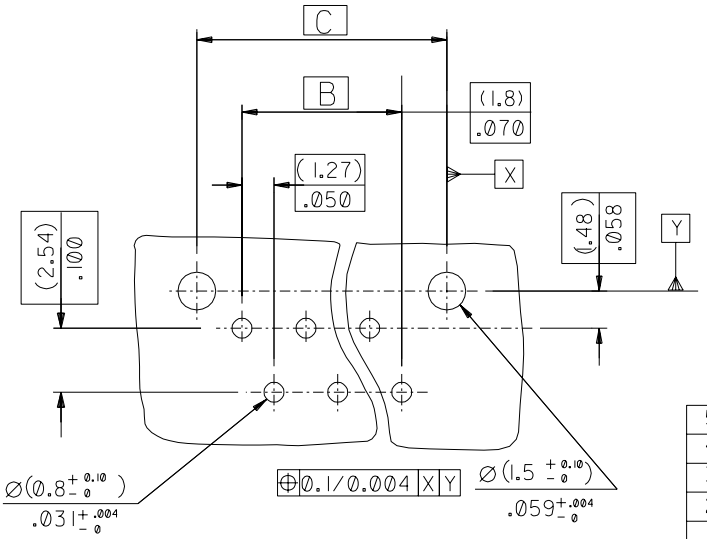 C
B
(1.8)
.070
(1.27)
.050
X
(2.54)
.100
(1.48)
.058
Y
Ø(0.8 + 0.10 - 0 )
.031 +.004 - 0
⌖ 0.1/0.004 X Y
Ø(1.5 + 0.10 - 0 )
.059 +.004 - 0